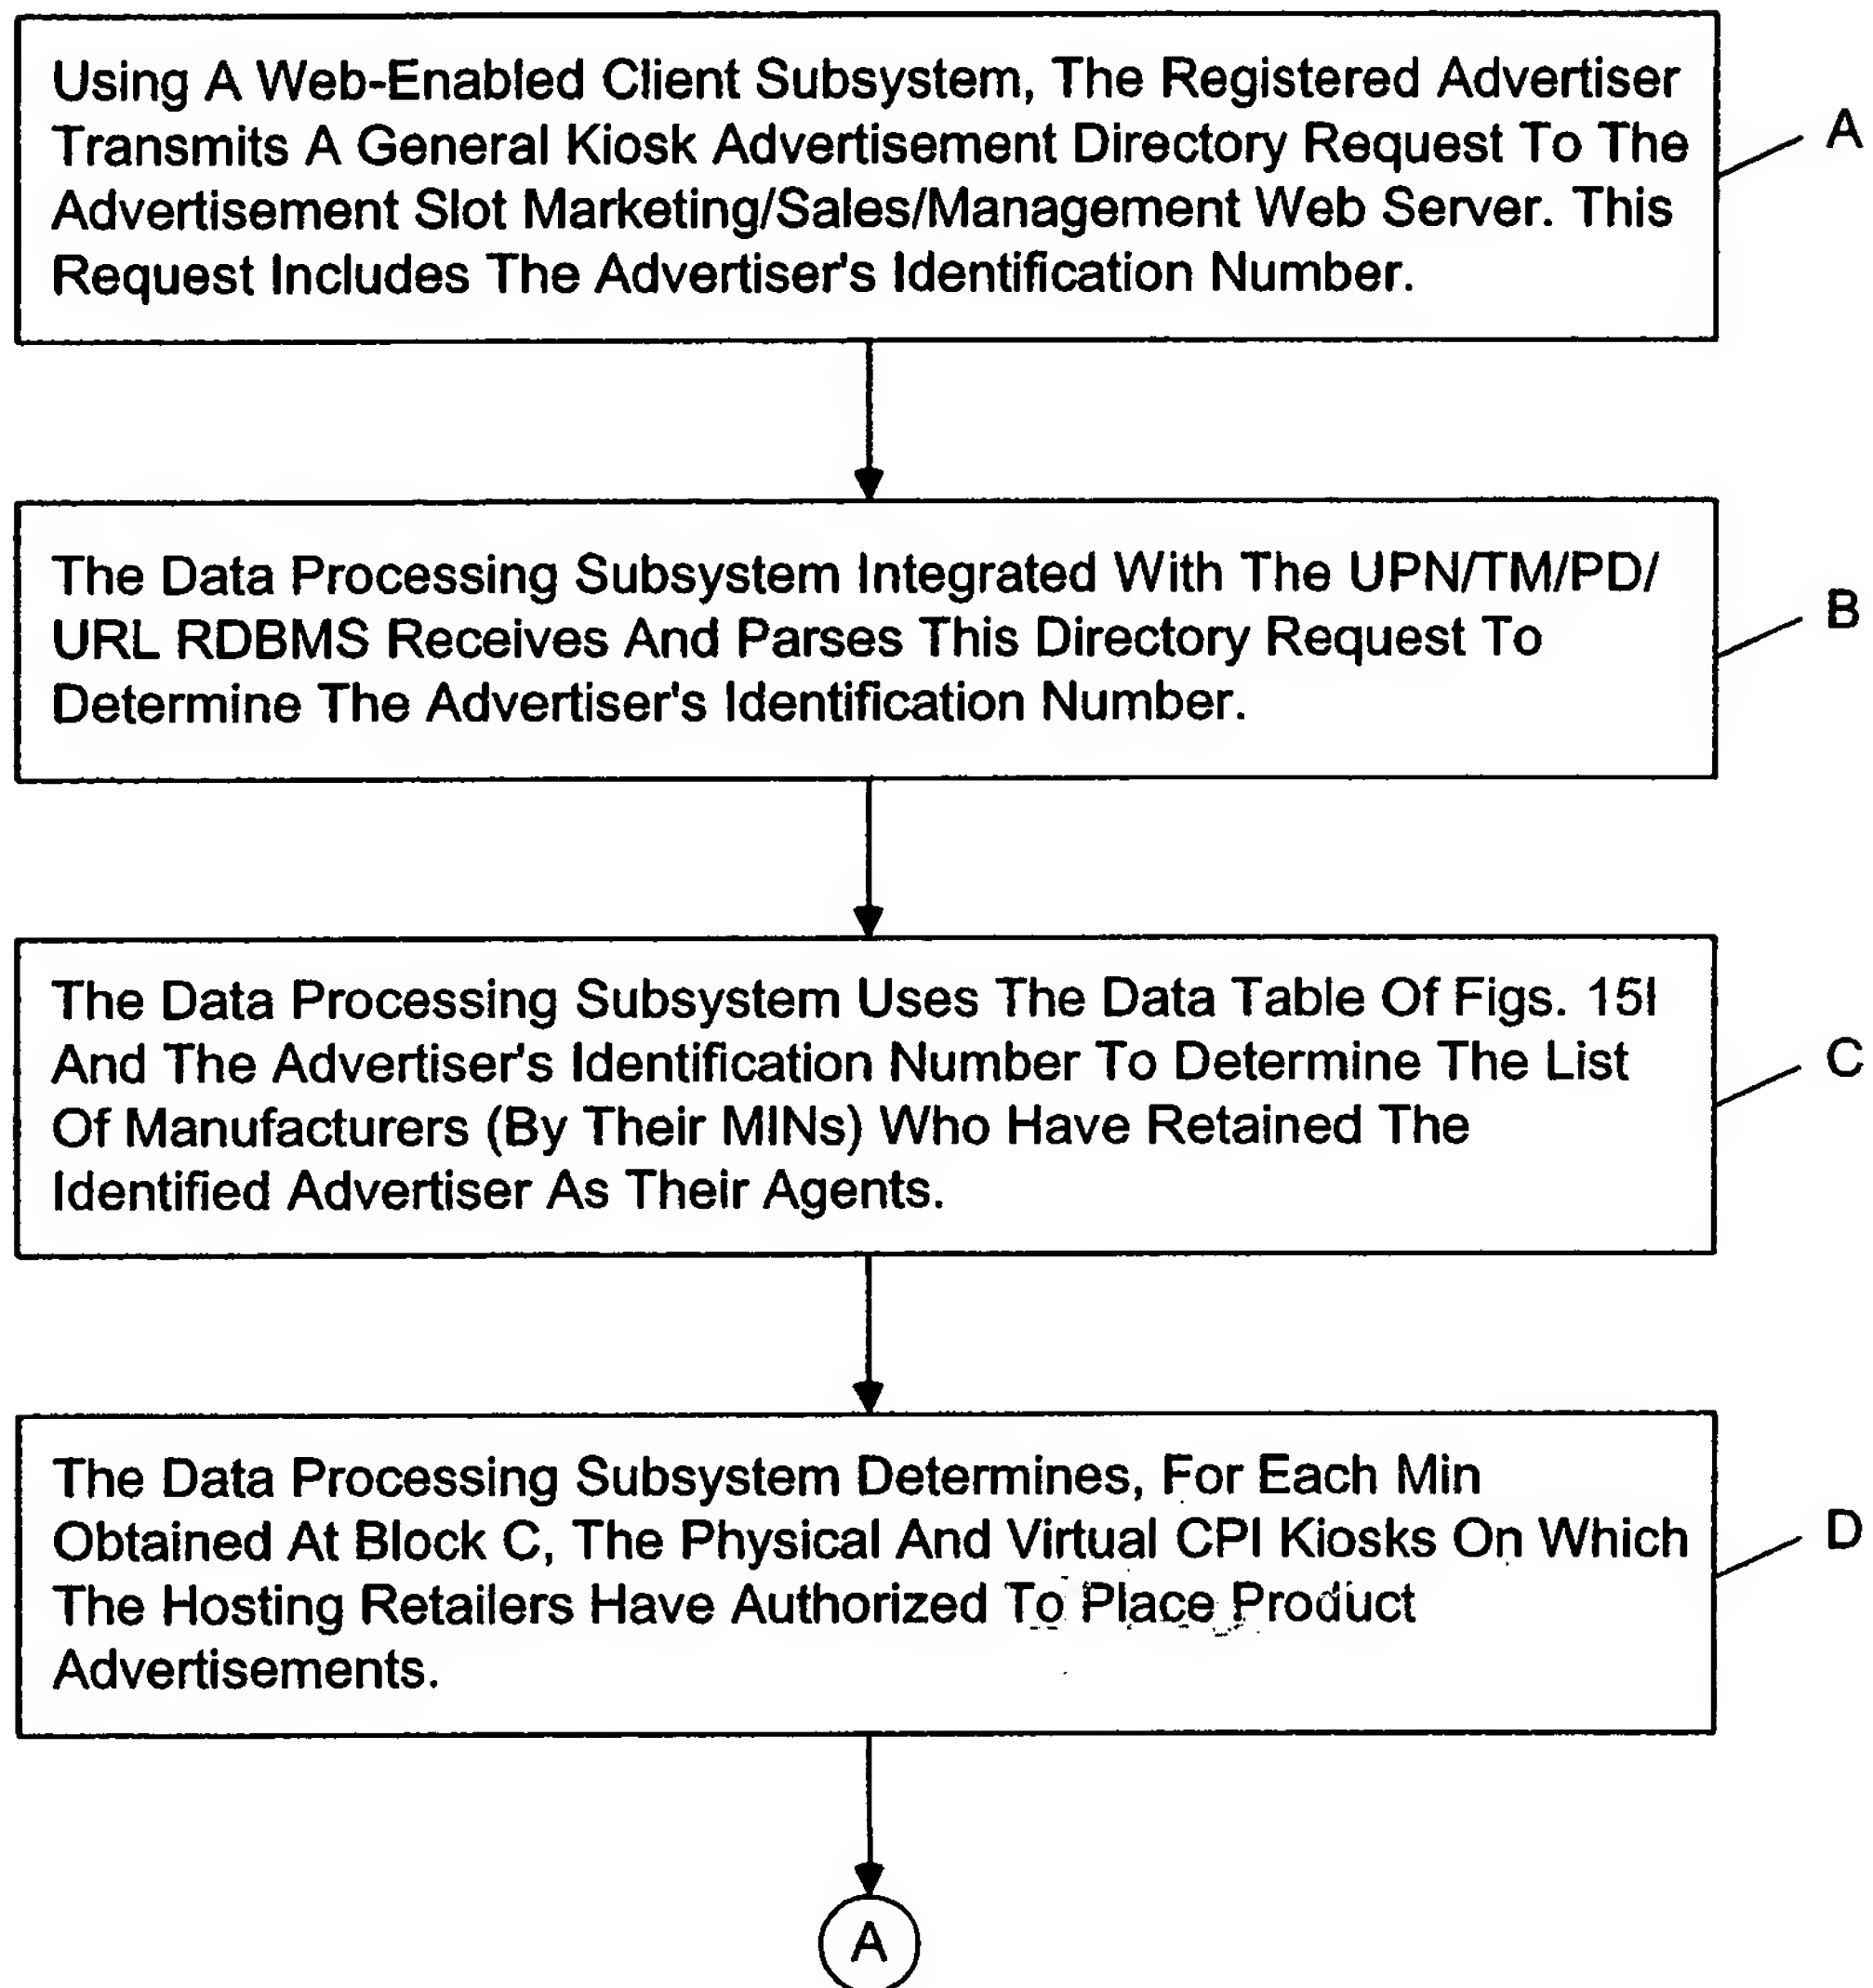 Using A Web-Enabled Client Subsystem, The Registered Advertiser
Transmits A General Kiosk Advertisement Directory Request To The
Advertisement Slot Marketing/Sales/Management Web Server. This
Request Includes The Advertiser's Identification Number.
A
The Data Processing Subsystem Integrated With The UPN/TM/PD/
URL RDBMS Receives And Parses This Directory Request To
Determine The Advertiser's Identification Number.
B
The Data Processing Subsystem Uses The Data Table Of Figs. 15I
And The Advertiser's Identification Number To Determine The List
Of Manufacturers (By Their MINs) Who Have Retained The
Identified Advertiser As Their Agents.
C
The Data Processing Subsystem Determines, For Each Min
Obtained At Block C, The Physical And Virtual CPI Kiosks On Which
The Hosting Retailers Have Authorized To Place Product
Advertisements.
D
A